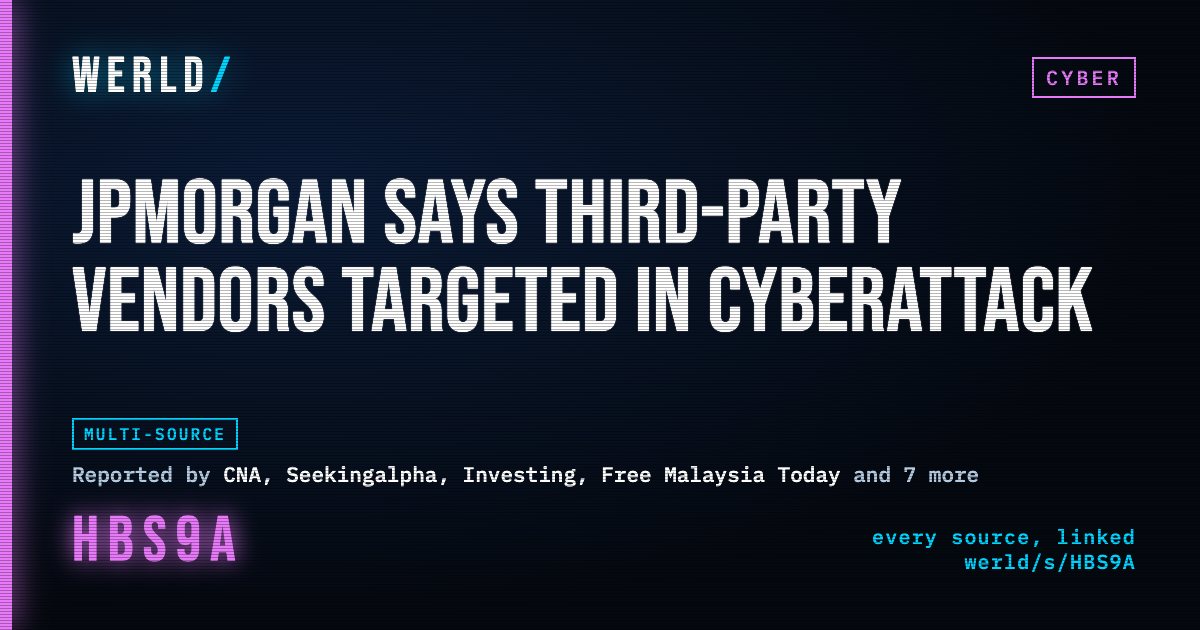 WERLD/
CYBER
JPMORGAN SAYS THIRD-PARTY
VENDORS TARGETED IN CYBERATTACK
MULTI-SOURCE
Reported by CNA, Seekingalpha, Investing, Free Malaysia Today and 7 more
HBS9A
every source, linked
werld/s/HBS9A